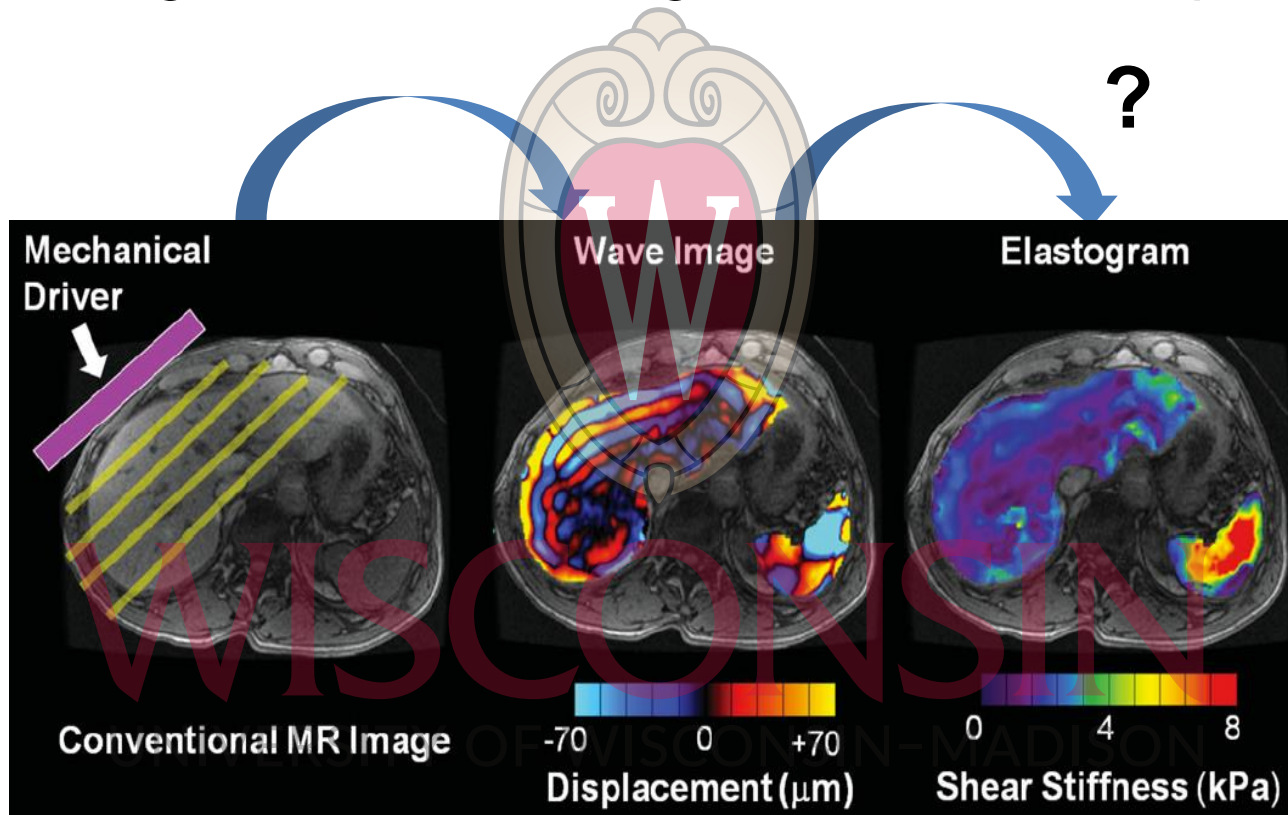 ?
Mechanical
Driver
Wave Image
Elastogram
W
WISCONSIN
UNIVERSITY OF WISCONSIN–MADISON
Conventional MR Image
-70 0 +70
Displacement (μm)
0 4 8
Shear Stiffness (kPa)